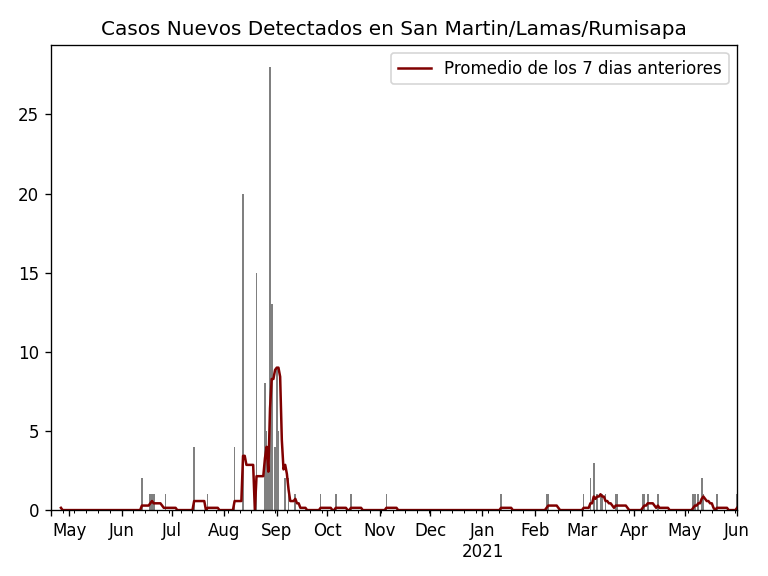 Casos Nuevos Detectados en San Martin/Lamas/Rumisapa
Promedio de los 7 dias anteriores
25
20
15
10
5
0
May Jun Jul Aug Sep Oct Nov Dec Jan Feb Mar Apr May Jun
2021